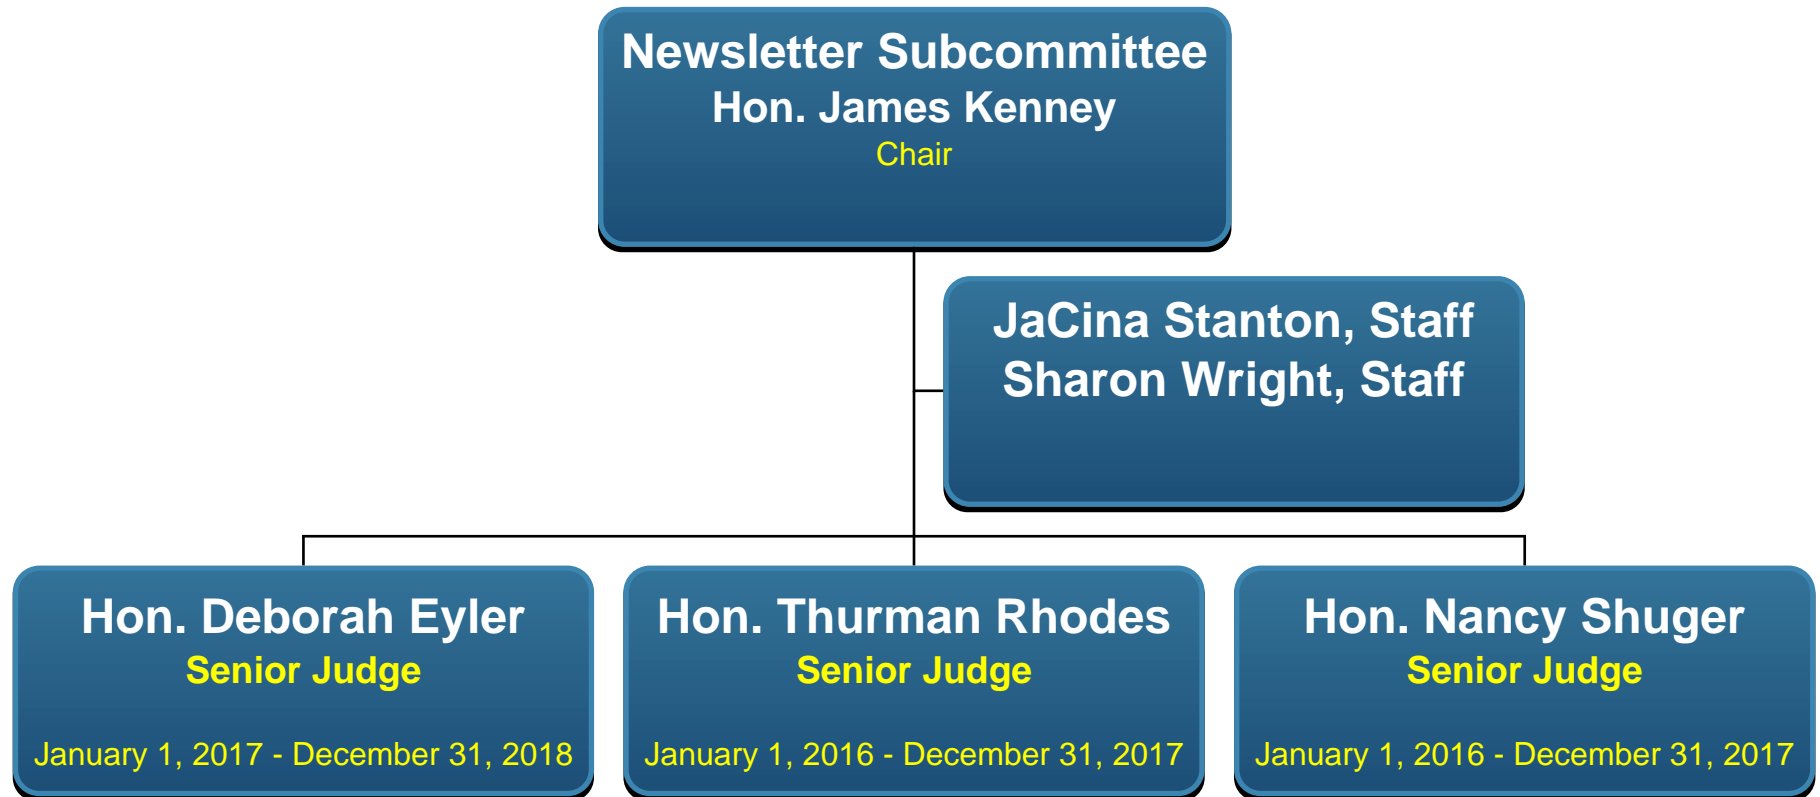 Newsletter Subcommittee
Hon. James Kenney
Chair
JaCina Stanton, Staff
Sharon Wright, Staff
Hon. Deborah Eyler
Senior Judge
January 1, 2017 - December 31, 2018
Hon. Thurman Rhodes
Senior Judge
January 1, 2016 - December 31, 2017
Hon. Nancy Shuger
Senior Judge
January 1, 2016 - December 31, 2017